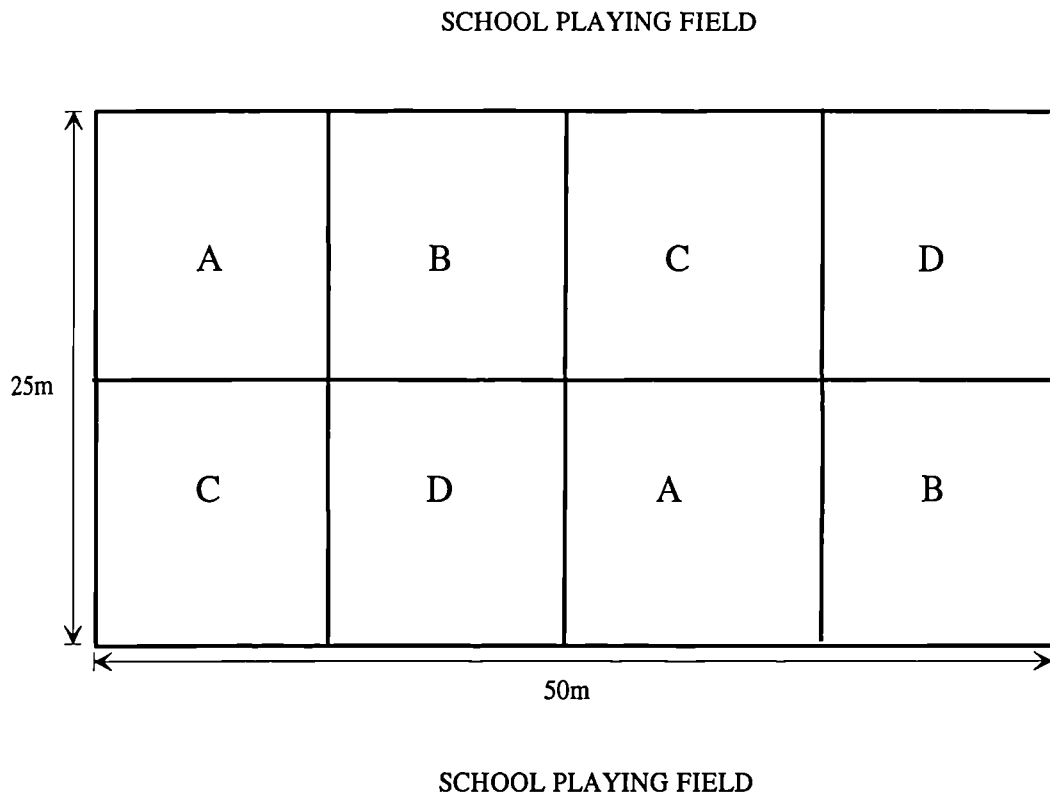 SCHOOL PLAYING FIELD
A B C D
25m
C D A B
50m
SCHOOL PLAYING FIELD